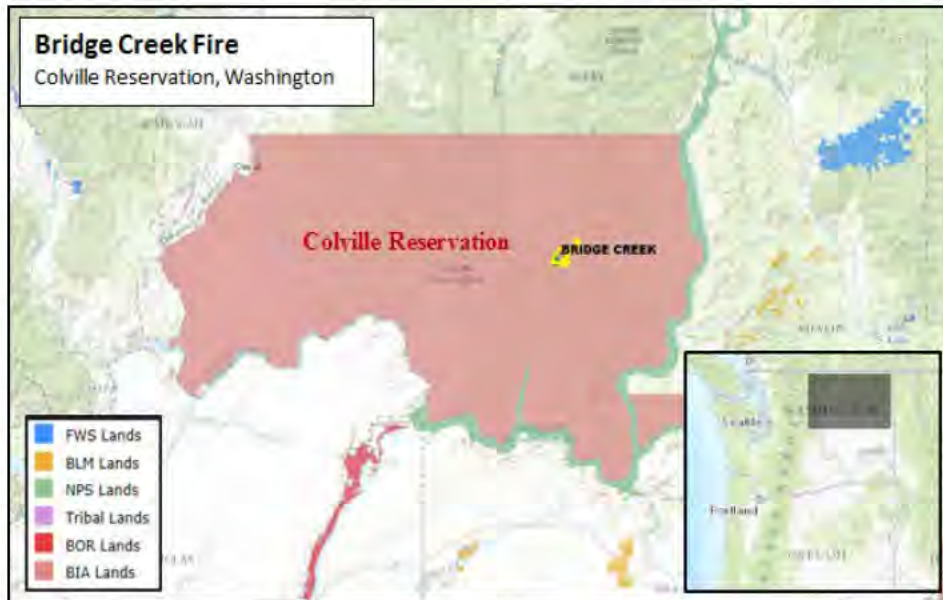 Bridge Creek Fire
Colville Reservation, Washington
Colville Reservation
BRIDGE CREEK
FWS Lands
BLM Lands
NPS Lands
Tribal Lands
BOR Lands
BIA Lands
Seattle
Portland